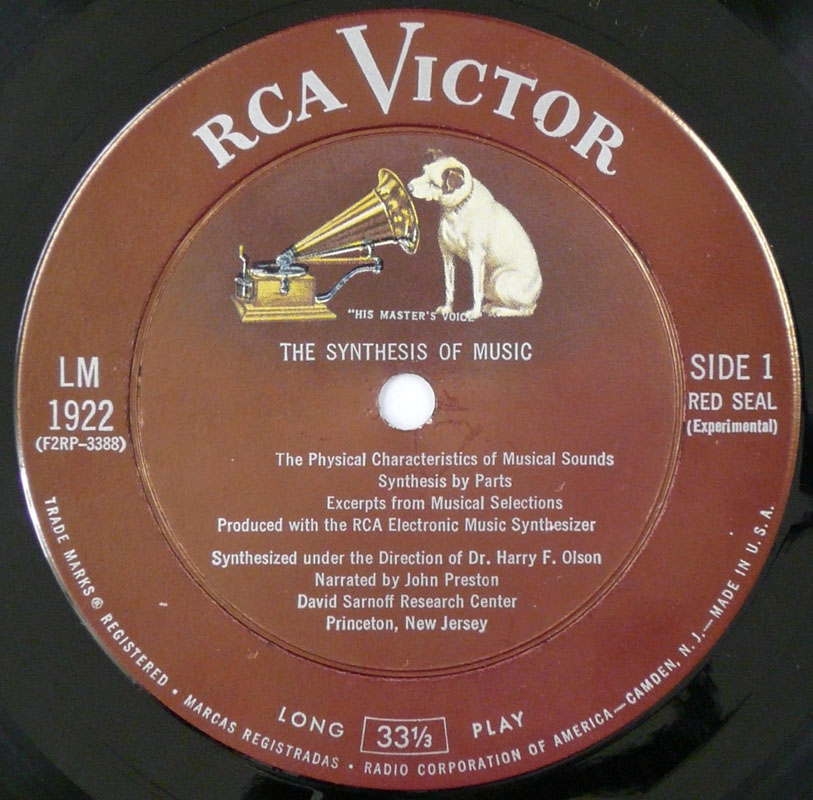 RCA VICTOR
"HIS MASTER'S VOICE"
THE SYNTHESIS OF MUSIC
LM
1922
(F2RP-3388)
SIDE 1
RED SEAL
(Experimental)
The Physical Characteristics of Musical Sounds
Synthesis by Parts
Excerpts from Musical Selections
Produced with the RCA Electronic Music Synthesizer
Synthesized under the Direction of Dr. Harry F. Olson
Narrated by John Preston
David Sarnoff Research Center
Princeton, New Jersey
LONG 33⅓ PLAY
TRADE MARKS® REGISTERED • MARCAS REGISTRADAS • RADIO CORPORATION OF AMERICA—CAMDEN, N. J.—MADE IN U. S. A.